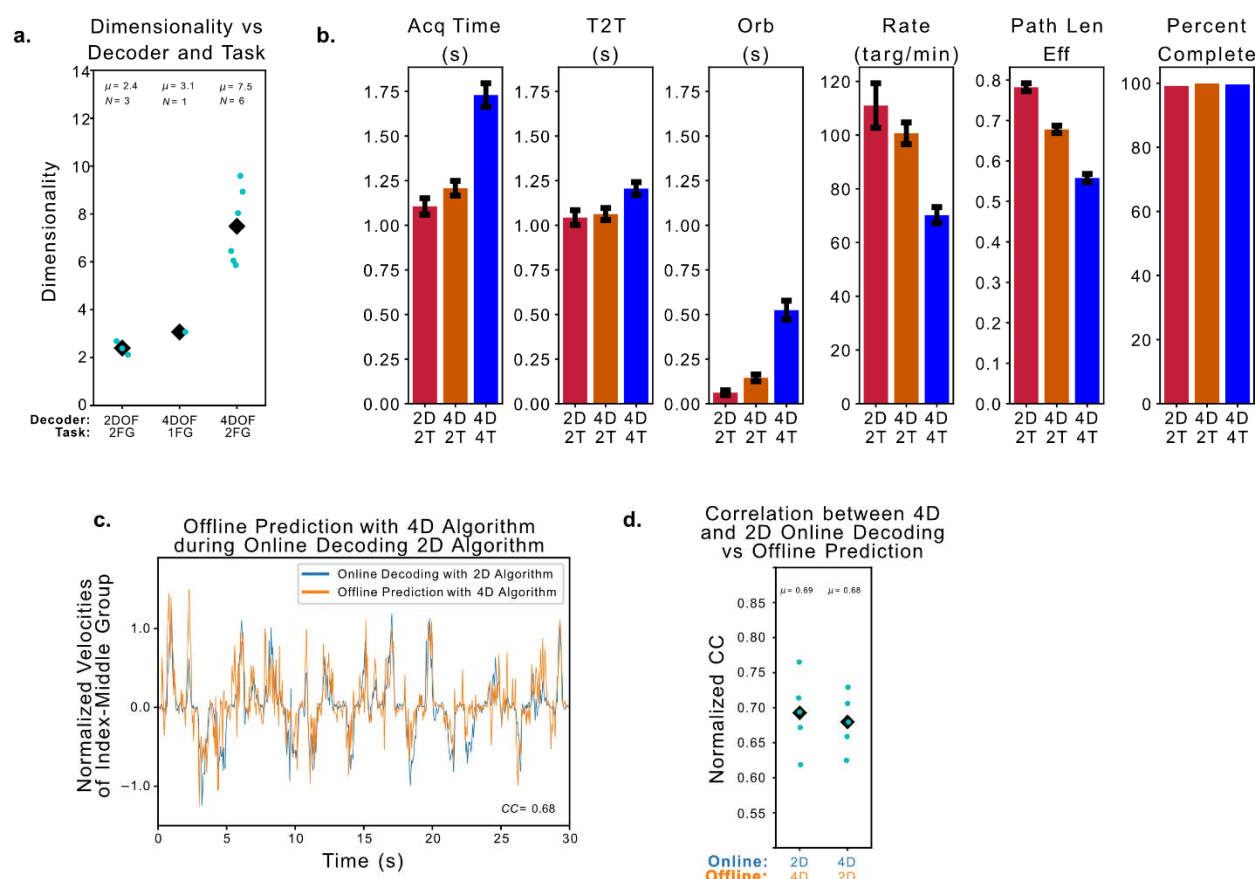 a.
Dimensionality vs
Decoder and Task
μ = 2.4 μ = 3.1 μ = 7.5
N = 3 N = 1 N = 6
14
12
10
8
6
4
2
0
Dimensionality
2DOF 4DOF 4DOF
2FG 1FG 2FG
Decoder:
Task:
b.
Acq Time
(s)
1.75
1.50
1.25
1.00
0.75
0.50
0.25
0.00
2D 4D 4D
2T 2T 4T
T2T
(s)
1.75
1.50
1.25
1.00
0.75
0.50
0.25
0.00
2D 4D 4D
2T 2T 4T
Orb
(s)
1.75
1.50
1.25
1.00
0.75
0.50
0.25
0.00
2D 4D 4D
2T 2T 4T
Rate
(targ/min)
120
100
80
60
40
20
0
2D 4D 4D
2T 2T 4T
Path Len
Eff
0.8
0.7
0.6
0.5
0.4
0.3
0.2
0.1
0.0
2D 4D 4D
2T 2T 4T
Percent
Complete
100
80
60
40
20
0
2D 4D 4D
2T 2T 4T
c.
Offline Prediction with 4D Algorithm
during Online Decoding 2D Algorithm
Online Decoding with 2D Algorithm
Offline Prediction with 4D Algorithm
Normalized Velocities
of Index-Middle Group
1.0
0.0
−1.0
CC= 0.68
0 5 10 15 20 25 30
Time (s)
d.
Correlation between 4D
and 2D Online Decoding
vs Offline Prediction
μ = 0.69 μ = 0.68
0.85
0.80
0.75
0.70
0.65
0.60
0.55
Normalized CC
Online: 2D 4D
Offline: 4D 2D